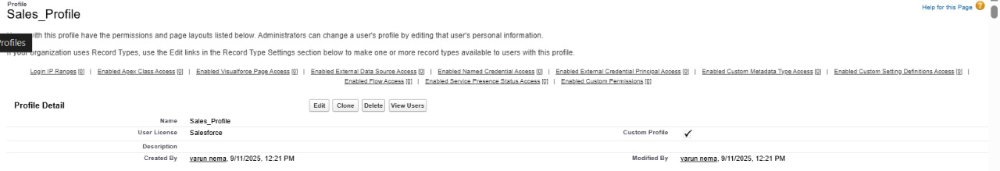 Profile
Sales_Profile
Help for this Page
with this profile have the permissions and page layouts listed below. Administrators can change a user's profile by editing that user's personal information.
Profiles
your organization uses Record Types, use the Edit links in the Record Type Settings section below to make one or more record types available to users with this profile.
Login IP Ranges [0] | Enabled Apex Class Access [0] | Enabled Visualforce Page Access [0] | Enabled External Data Source Access [0] | Enabled Named Credential Access [0] | Enabled External Credential Principal Access [0] | Enabled Custom Metadata Type Access [0] | Enabled Custom Setting Definitions Access [0] |
Enabled Flow Access [0] | Enabled Service Presence Status Access [0] | Enabled Custom Permissions [0]
Profile Detail
Edit Clone Delete View Users
Name Sales_Profile
User License Salesforce Custom Profile ✓
Description
Created By varun nema, 9/11/2025, 12:21 PM Modified By varun nema, 9/11/2025, 12:21 PM